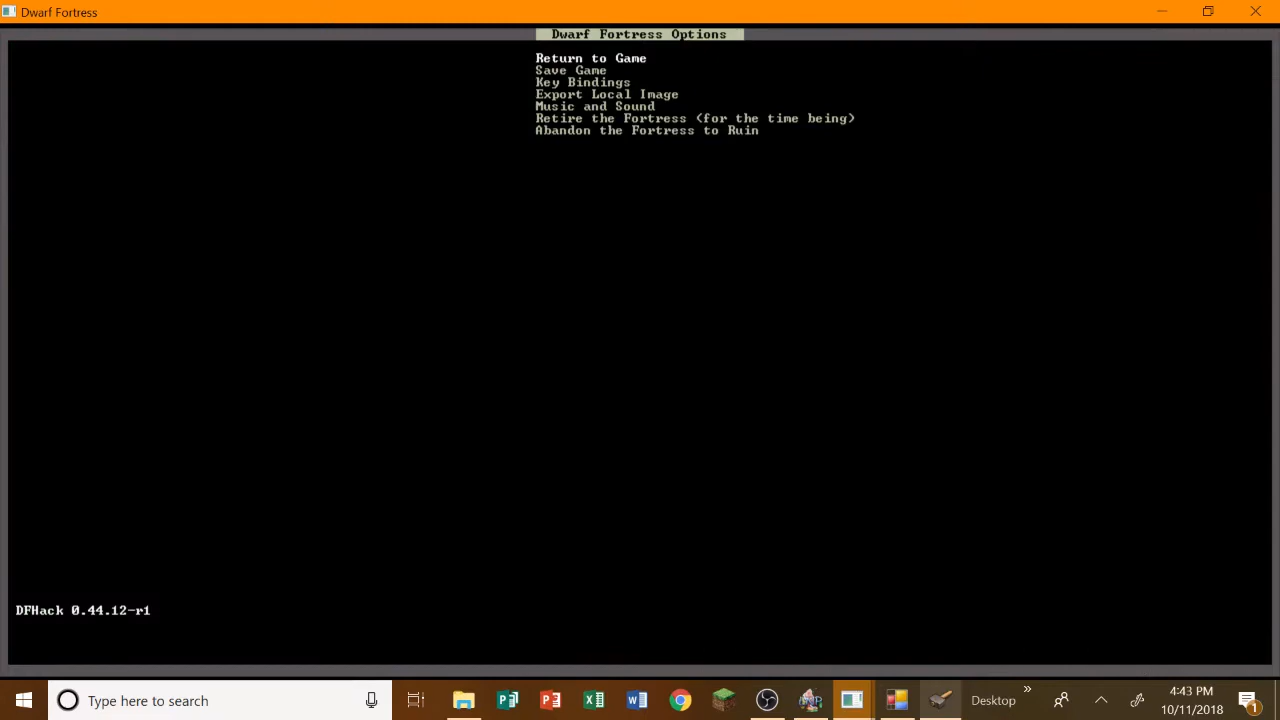 Dwarf Fortress
Dwarf Fortress Options
Return to Game
Save Game
Key Bindings
Export Local Image
Music and Sound
Retire the Fortress (for the time being)
Abandon the Fortress to Ruin
DFHack 0.44.12-r1
Type here to search
Desktop
4:43 PM
10/11/2018
1